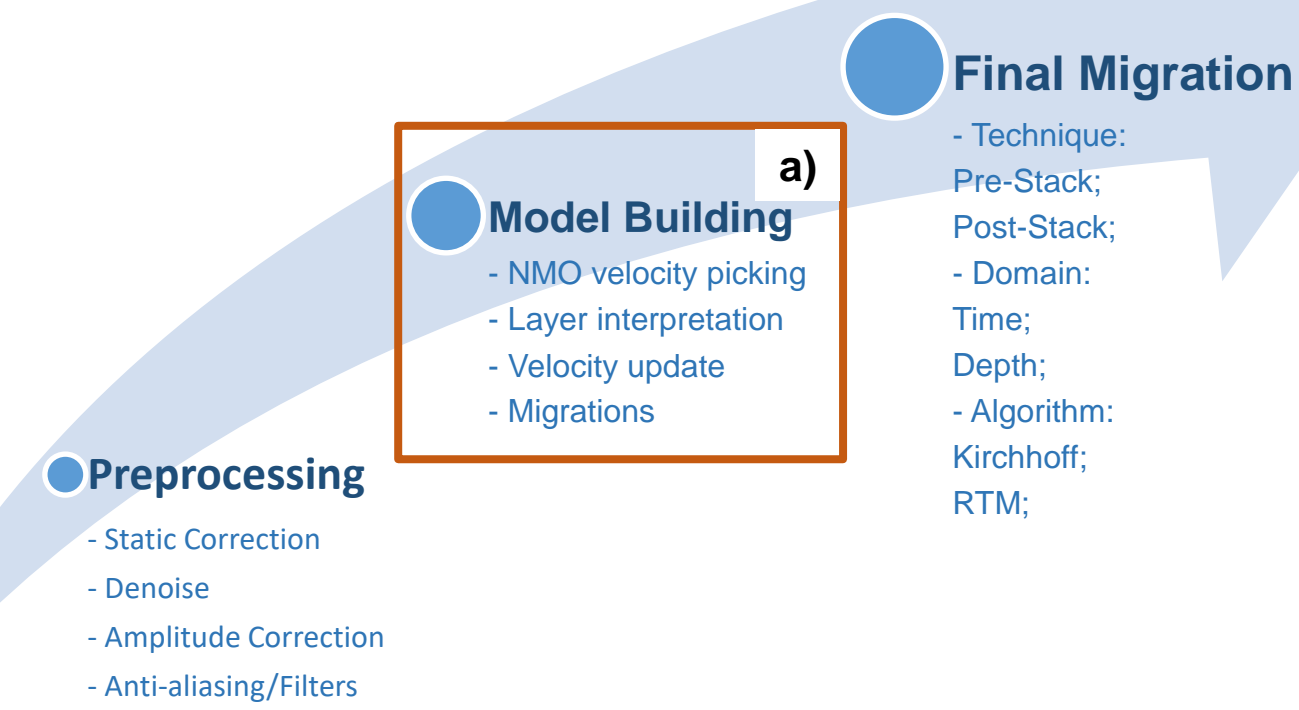 Preprocessing
- Static Correction
- Denoise
- Amplitude Correction
- Anti-aliasing/Filters
a)
Model Building
- NMO velocity picking
- Layer interpretation
- Velocity update
- Migrations
Final Migration
- Technique:
Pre-Stack;
Post-Stack;
- Domain:
Time;
Depth;
- Algorithm:
Kirchhoff;
RTM;